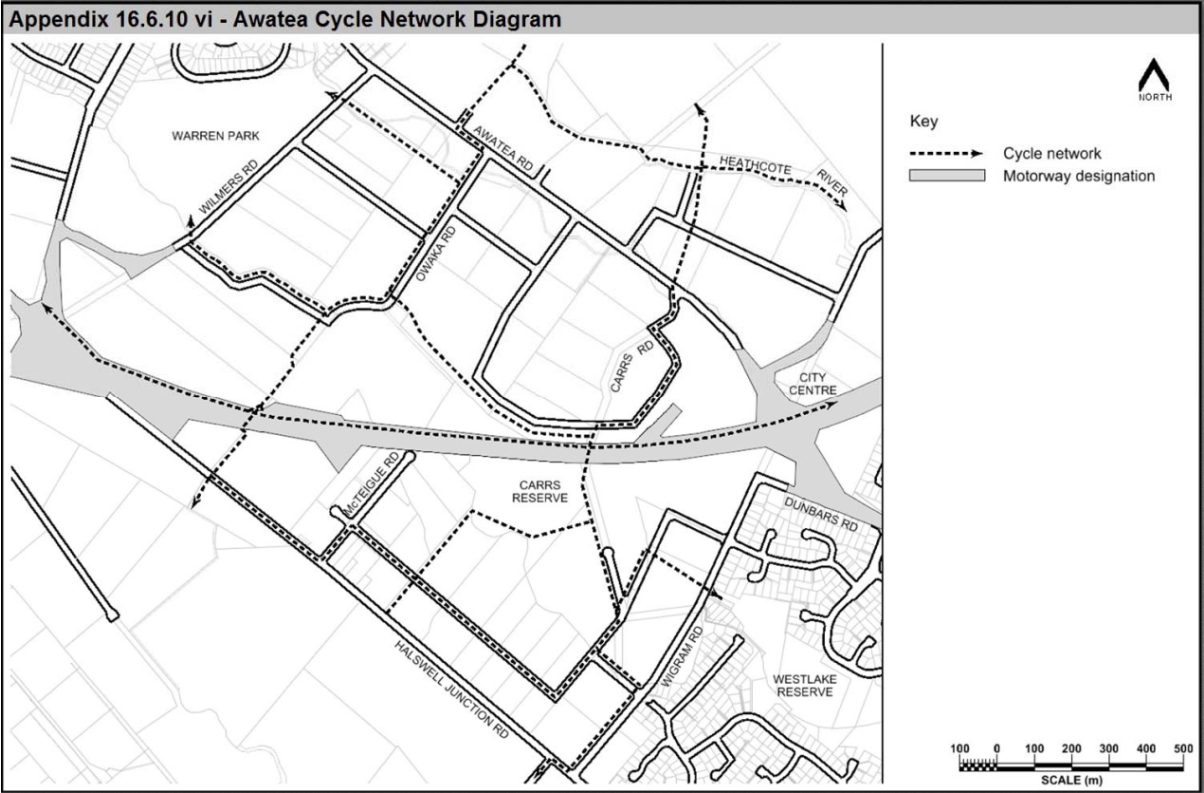 Appendix 16.6.10 vi - Awatea Cycle Network Diagram
NORTH
Key
Cycle network
Motorway designation
WARREN PARK
AWATEA RD
HEATHCOTE
RIVER
WILMERS RD
OWAKA RD
CARRS RD
CITY
CENTRE
McTEIGUE RD
CARRS
RESERVE
DUNBARS RD
HALSWELL JUNCTION RD
WIGRAM RD
WESTLAKE
RESERVE
100 0 100 200 300 400 500
SCALE (m)